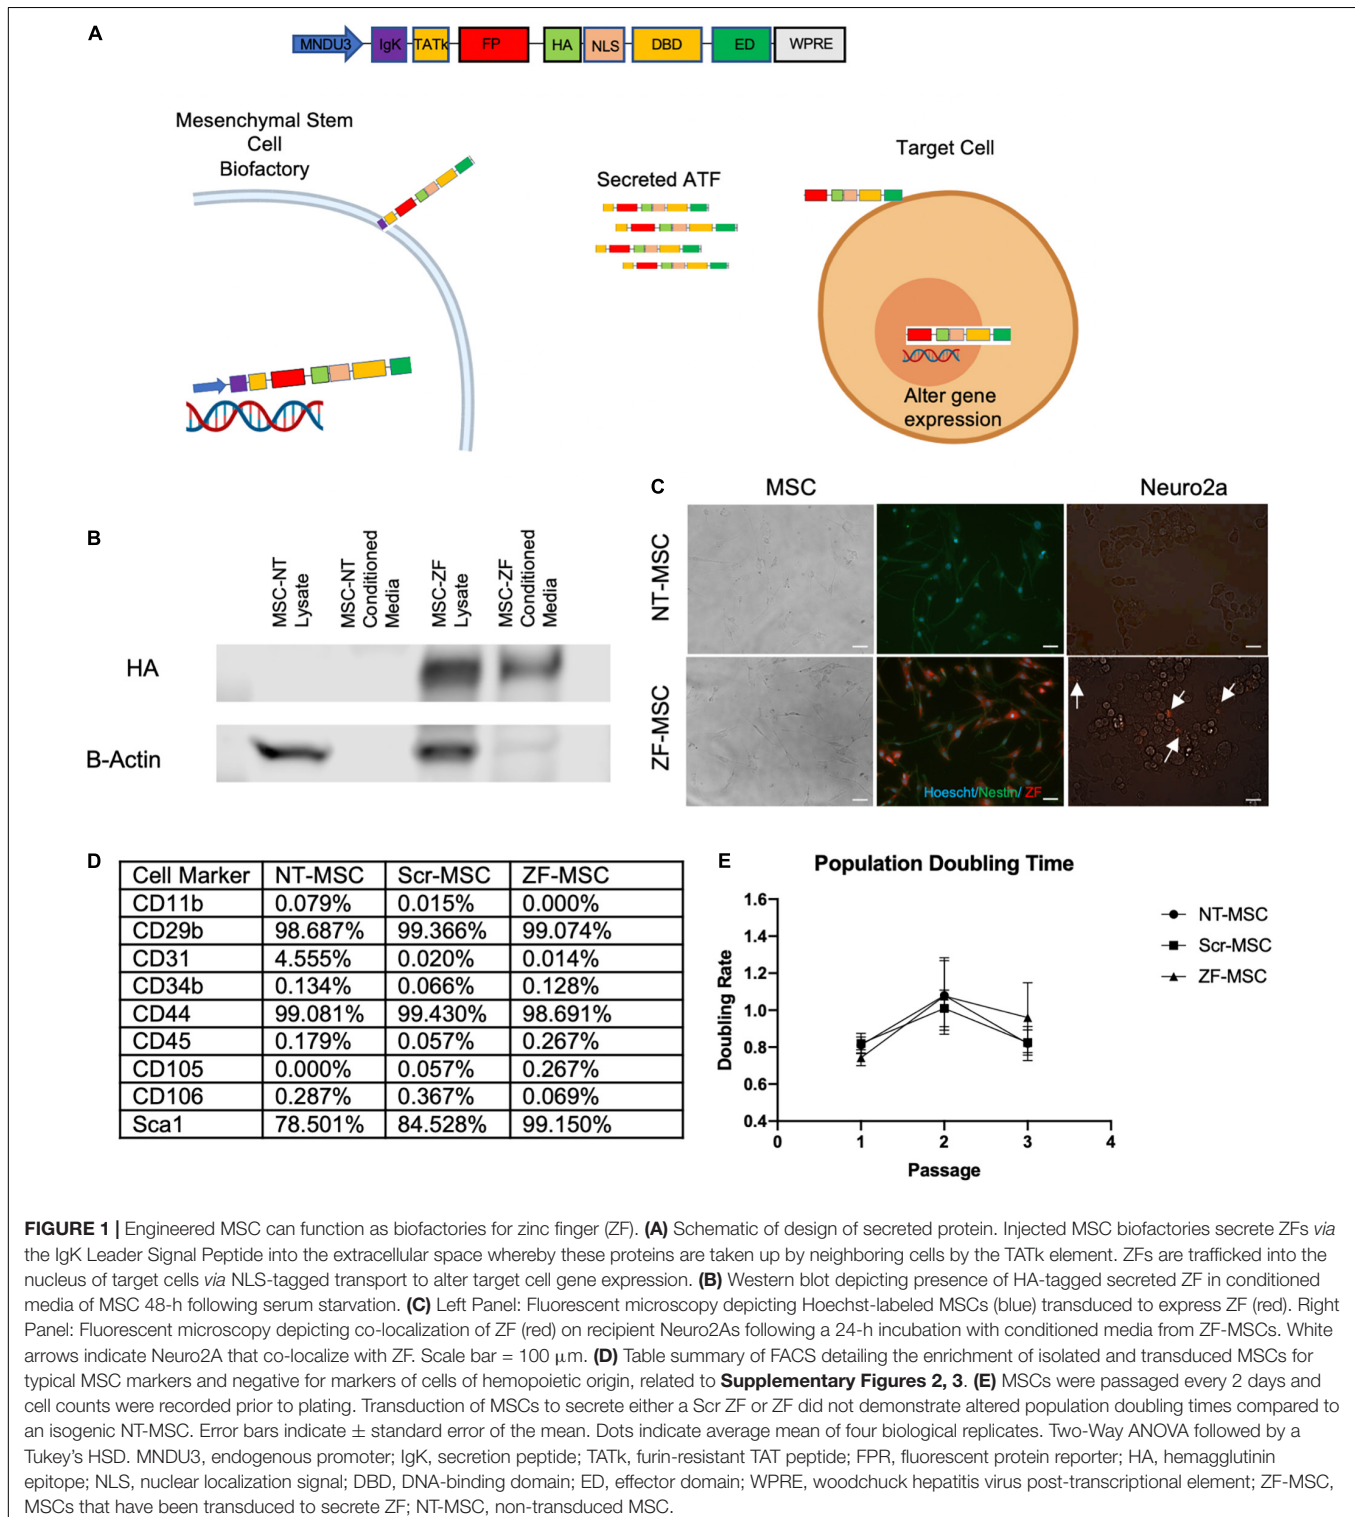 A
MNDU3 IgK TATk FP HA NLS DBD ED WPRE
Mesenchymal Stem
Cell
Biofactory
Secreted ATF
Target Cell
Alter gene
expression
B
MSC-NT
Lysate
MSC-NT
Conditioned
Media
MSC-ZF
Lysate
MSC-ZF
Conditioned
Media
HA
B-Actin
C
MSC
Neuro2a
NT-MSC
ZF-MSC
Hoescht/Nestin/ ZF
D
Cell Marker NT-MSC Scr-MSC ZF-MSC
CD11b 0.079% 0.015% 0.000%
CD29b 98.687% 99.366% 99.074%
CD31 4.555% 0.020% 0.014%
CD34b 0.134% 0.066% 0.128%
CD44 99.081% 99.430% 98.691%
CD45 0.179% 0.057% 0.267%
CD105 0.000% 0.057% 0.267%
CD106 0.287% 0.367% 0.069%
Sca1 78.501% 84.528% 99.150%
E
Population Doubling Time
Doubling Rate
1.6
1.4
1.2
1.0
0.8
0.6
0.4
0 1 2 3 4
Passage
NT-MSC
Scr-MSC
ZF-MSC
FIGURE 1 | Engineered MSC can function as biofactories for zinc finger (ZF). (A) Schematic of design of secreted protein. Injected MSC biofactories secrete ZFs via
the IgK Leader Signal Peptide into the extracellular space whereby these proteins are taken up by neighboring cells by the TATk element. ZFs are trafficked into the
nucleus of target cells via NLS-tagged transport to alter target cell gene expression. (B) Western blot depicting presence of HA-tagged secreted ZF in conditioned
media of MSC 48-h following serum starvation. (C) Left Panel: Fluorescent microscopy depicting Hoechst-labeled MSCs (blue) transduced to express ZF (red). Right
Panel: Fluorescent microscopy depicting co-localization of ZF (red) on recipient Neuro2As following a 24-h incubation with conditioned media from ZF-MSCs. White
arrows indicate Neuro2A that co-localize with ZF. Scale bar = 100 μm. (D) Table summary of FACS detailing the enrichment of isolated and transduced MSCs for
typical MSC markers and negative for markers of cells of hemopoietic origin, related to Supplementary Figures 2, 3. (E) MSCs were passaged every 2 days and
cell counts were recorded prior to plating. Transduction of MSCs to secrete either a Scr ZF or ZF did not demonstrate altered population doubling times compared to
an isogenic NT-MSC. Error bars indicate ± standard error of the mean. Dots indicate average mean of four biological replicates. Two-Way ANOVA followed by a
Tukey's HSD. MNDU3, endogenous promoter; IgK, secretion peptide; TATk, furin-resistant TAT peptide; FPR, fluorescent protein reporter; HA, hemagglutinin
epitope; NLS, nuclear localization signal; DBD, DNA-binding domain; ED, effector domain; WPRE, woodchuck hepatitis virus post-transcriptional element; ZF-MSC,
MSCs that have been transduced to secrete ZF; NT-MSC, non-transduced MSC.